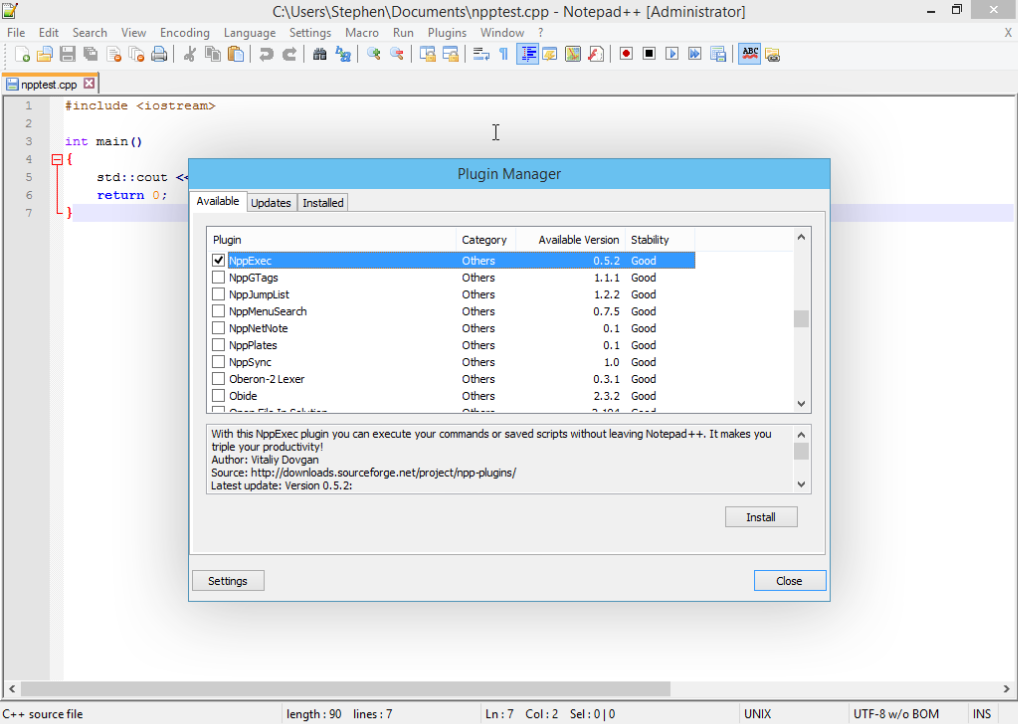 C:\Users\Stephen\Documents\npptest.cpp - Notepad++ [Administrator]
File Edit Search View Encoding Language Settings Macro Run Plugins Window ? X
ABC
npptest.cpp
1 #include <iostream>
2
3 int main()
4 {
5 std::cout <<
6 return 0;
7 }
Plugin Manager
Available Updates Installed
Plugin Category Available Version Stability
NppExec Others 0.5.2 Good
NppGTags Others 1.1.1 Good
NppJumpList Others 1.2.2 Good
NppMenuSearch Others 0.7.5 Good
NppNetNote Others 0.1 Good
NppPlates Others 0.1 Good
NppSync Others 1.0 Good
Oberon-2 Lexer Others 0.3.1 Good
Obide Others 2.3.2 Good
Open File In Solution Others Good
With this NppExec plugin you can execute your commands or saved scripts without leaving Notepad++. It makes you
triple your productivity!
Author: Vitaliy Dovgan
Source: http://downloads.sourceforge.net/project/npp-plugins/
Latest update: Version 0.5.2:
Install
Settings Close
C++ source file length : 90 lines : 7 Ln : 7 Col : 2 Sel : 0 | 0 UNIX UTF-8 w/o BOM INS